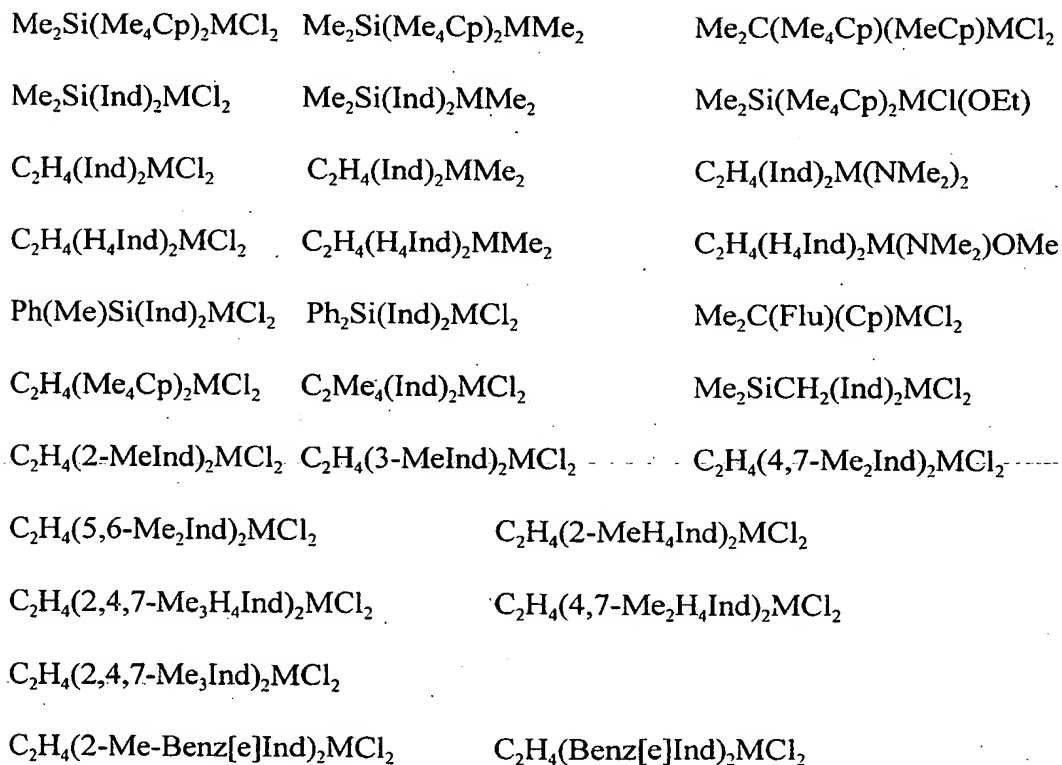 Me₂Si(Me₄Cp)₂MCl₂ Me₂Si(Me₄Cp)₂MMe₂ Me₂C(Me₄Cp)(MeCp)MCl₂
Me₂Si(Ind)₂MCl₂ Me₂Si(Ind)₂MMe₂ Me₂Si(Me₄Cp)₂MCl(OEt)
C₂H₄(Ind)₂MCl₂ C₂H₄(Ind)₂MMe₂ C₂H₄(Ind)₂M(NMe₂)₂
C₂H₄(H₄Ind)₂MCl₂ C₂H₄(H₄Ind)₂MMe₂ C₂H₄(H₄Ind)₂M(NMe₂)OMe
Ph(Me)Si(Ind)₂MCl₂ Ph₂Si(Ind)₂MCl₂ Me₂C(Flu)(Cp)MCl₂
C₂H₄(Me₄Cp)₂MCl₂ C₂Me₄(Ind)₂MCl₂ Me₂SiCH₂(Ind)₂MCl₂
C₂H₄(2-MeInd)₂MCl₂ C₂H₄(3-MeInd)₂MCl₂ C₂H₄(4,7-Me₂Ind)₂MCl₂
C₂H₄(5,6-Me₂Ind)₂MCl₂ C₂H₄(2-MeH₄Ind)₂MCl₂
C₂H₄(2,4,7-Me₃H₄Ind)₂MCl₂ C₂H₄(4,7-Me₂H₄Ind)₂MCl₂
C₂H₄(2,4,7-Me₃Ind)₂MCl₂
C₂H₄(2-Me-Benz[e]Ind)₂MCl₂ C₂H₄(Benz[e]Ind)₂MCl₂